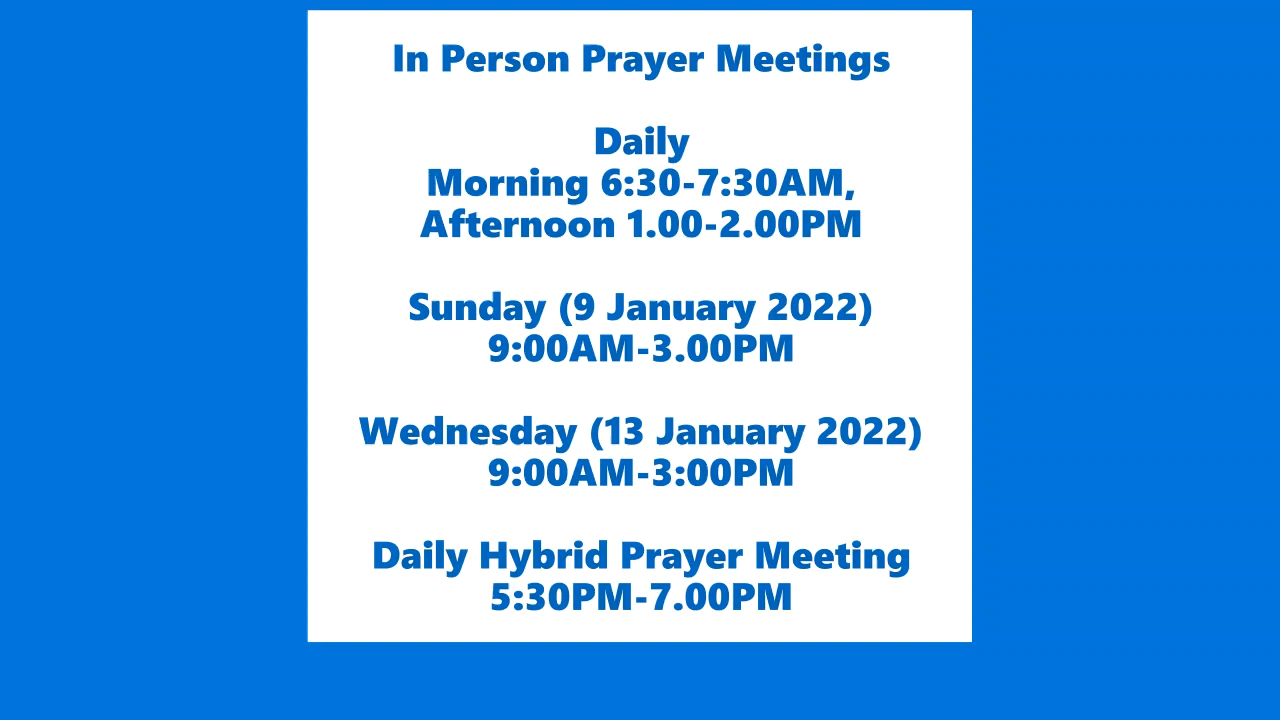 In Person Prayer Meetings
Daily
Morning 6:30-7:30AM,
Afternoon 1.00-2.00PM
Sunday (9 January 2022)
9:00AM-3.00PM
Wednesday (13 January 2022)
9:00AM-3:00PM
Daily Hybrid Prayer Meeting
5:30PM-7.00PM